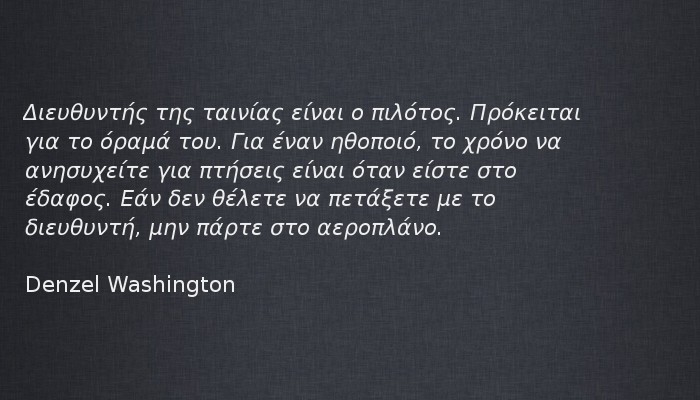 Διευθυντής της ταινίας είναι ο πιλότος. Πρόκειται
για το όραμά του. Για έναν ηθοποιό, το χρόνο να
ανησυχείτε για πτήσεις είναι όταν είστε στο
έδαφος. Εάν δεν θέλετε να πετάξετε με το
διευθυντή, μην πάρτε στο αεροπλάνο.
Denzel Washington